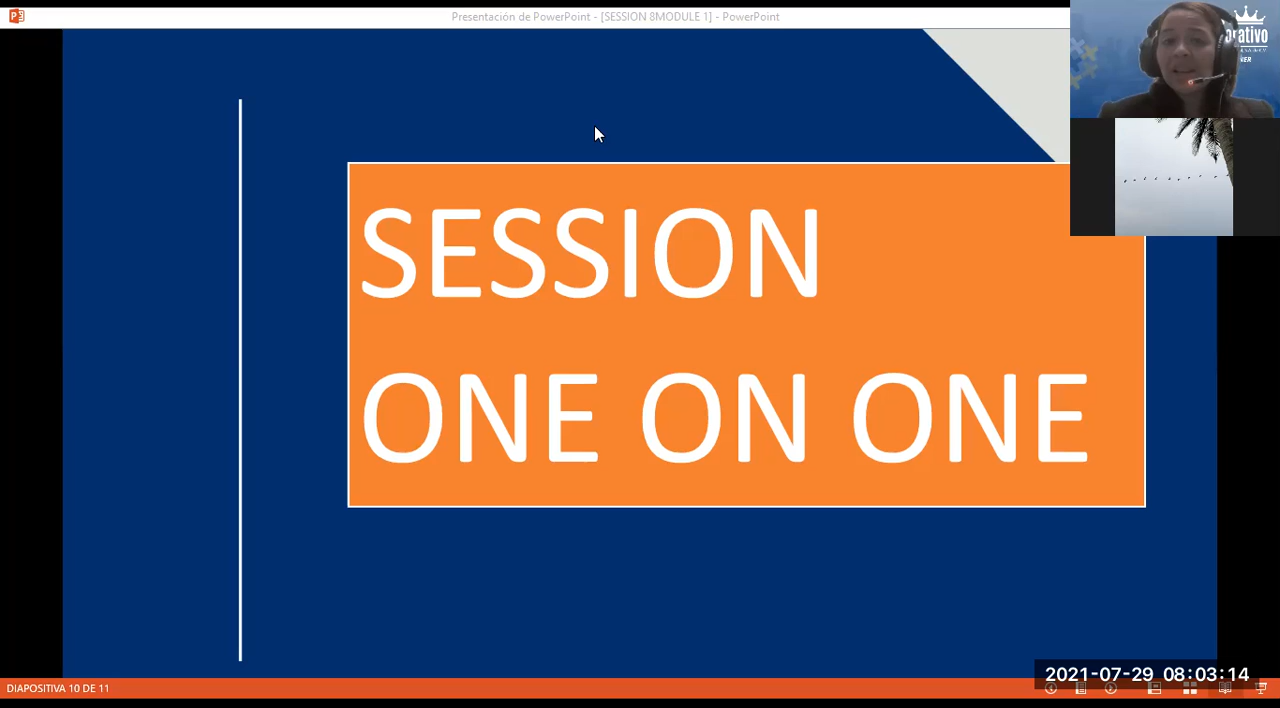 Presentación de PowerPoint - [SESSION 8MODULE 1] - PowerPoint
orativo
SESSION
ONE ON ONE
2021-07-29 08:03:14
DIAPOSITIVA 10 DE 11